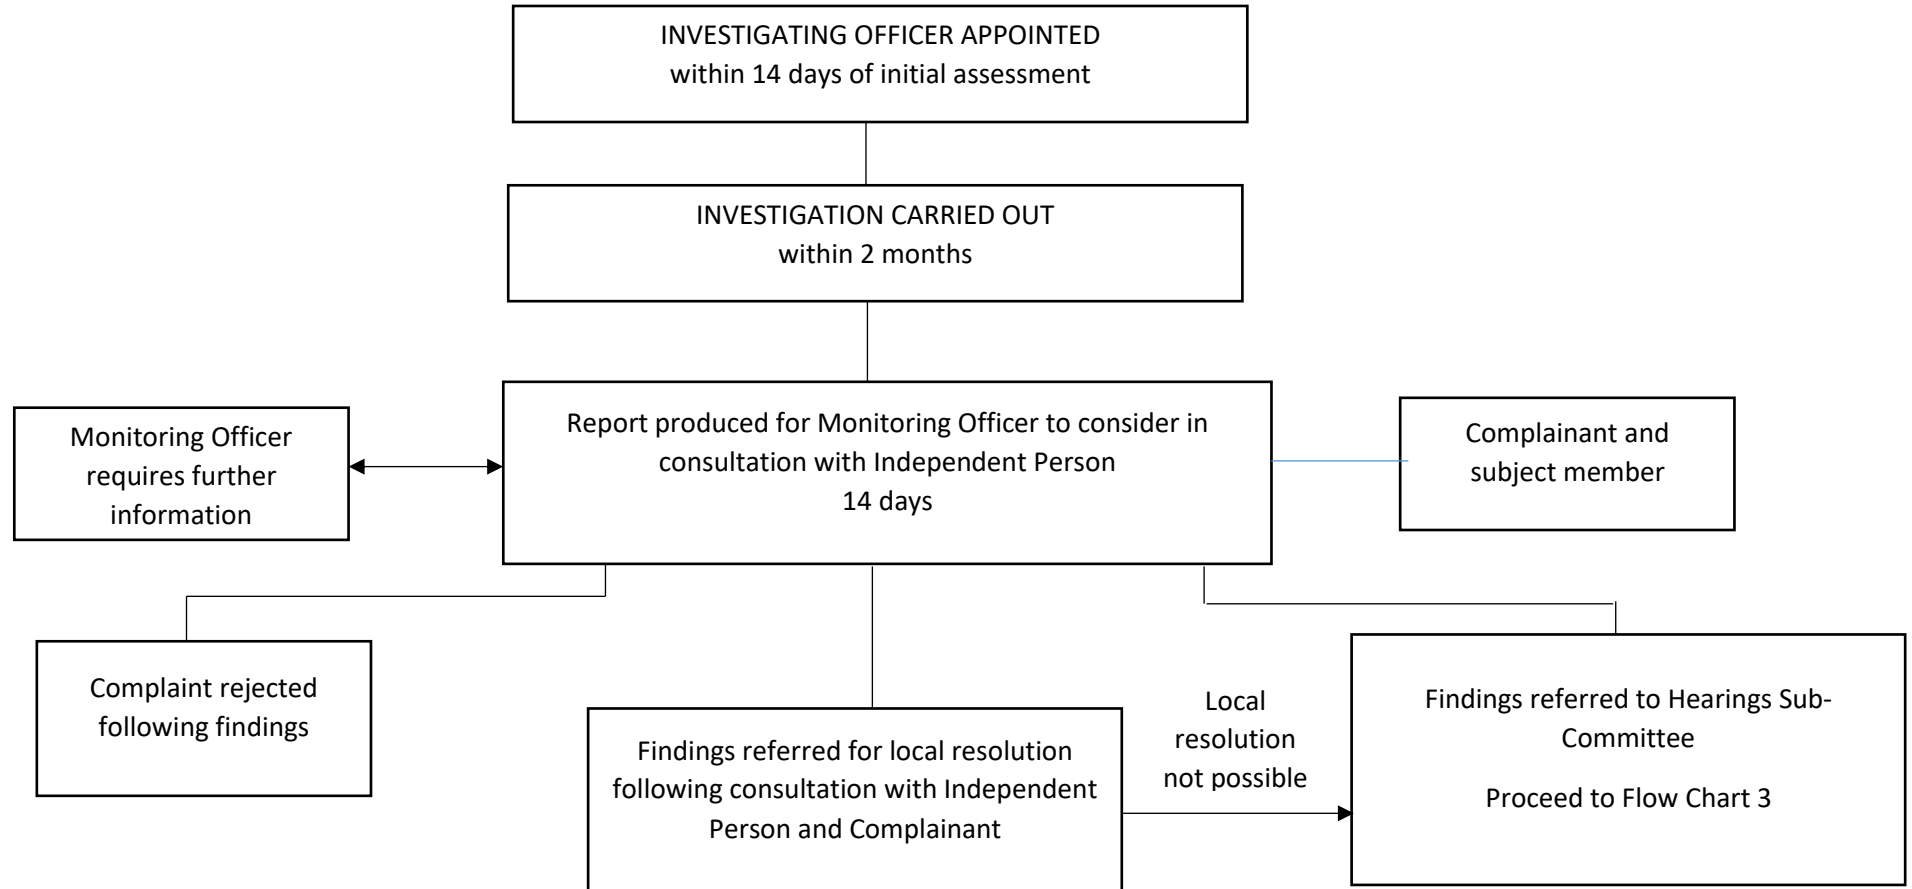 INVESTIGATING OFFICER APPOINTED
within 14 days of initial assessment
INVESTIGATION CARRIED OUT
within 2 months
Monitoring Officer
requires further
information
Report produced for Monitoring Officer to consider in
consultation with Independent Person
14 days
Complainant and
subject member
Complaint rejected
following findings
Findings referred for local resolution
following consultation with Independent
Person and Complainant
Local
resolution
not possible
Findings referred to Hearings Sub-
Committee
Proceed to Flow Chart 3